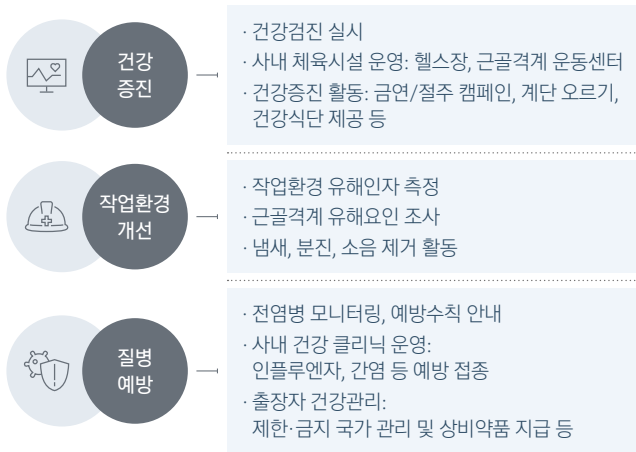 건강
증진
· 건강검진 실시
· 사내 체육시설 운영: 헬스장, 근골격계 운동센터
· 건강증진 활동: 금연/절주 캠페인, 계단 오르기,
건강식단 제공 등
작업환경
개선
· 작업환경 유해인자 측정
· 근골격계 유해요인 조사
· 냄새, 분진, 소음 제거 활동
질병
예방
· 전염병 모니터링, 예방수칙 안내
· 사내 건강 클리닉 운영:
인플루엔자, 간염 등 예방 접종
· 출장자 건강관리:
제한·금지 국가 관리 및 상비약품 지급 등